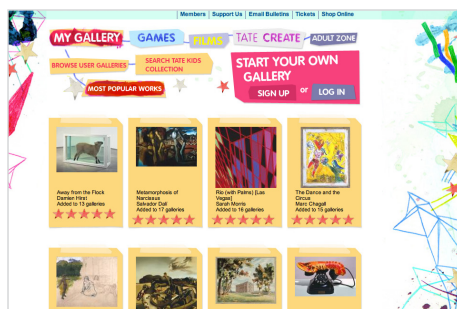 Members | Support Us | Email Bulletins | Tickets | Shop Online
MY GALLERY GAMES FILMS TATE CREATE ADULT ZONE
BROWSE USER GALLERIES
SEARCH TATE KIDS
COLLECTION
MOST POPULAR WORKS
START YOUR OWN
GALLERY
SIGN UP or LOG IN
Away from the Flock
Damien Hirst
Added to 13 galleries
Metamorphosis of
Narcissus
Salvador Dalí
Added to 17 galleries
Rio (with Palms) [Las
Vegas]
Sarah Morris
Added to 16 galleries
The Dance and the
Circus
Marc Chagall
Added to 15 galleries